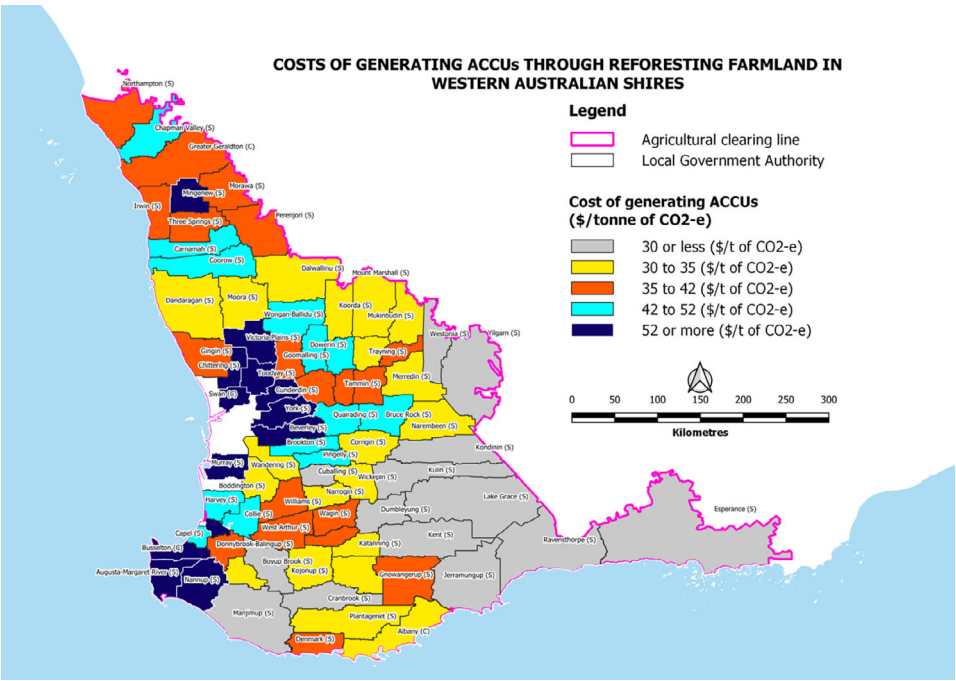 COSTS OF GENERATING ACCUs THROUGH REFORESTING FARMLAND IN
WESTERN AUSTRALIAN SHIRES
Legend
Agricultural clearing line
Local Government Authority
Cost of generating ACCUs
($/tonne of CO2-e)
30 or less ($/t of CO2-e)
30 to 35 ($/t of CO2-e)
35 to 42 ($/t of CO2-e)
42 to 52 ($/t of CO2-e)
52 or more ($/t of CO2-e)
0 50 100 150 200 250 300
Kilometres
Northampton (S)
Chapman Valley (S)
Greater Geraldton (C)
Morawa (S)
Mingenew (S)
Irwin (S)
Perenjori (S)
Three Springs (S)
Carnamah (S)
Coorow (S)
Dalwallinu (S)
Mount Marshall (S)
Dandaragan (S)
Moora (S)
Koorda (S)
Wongan-Ballidu (S)
Mukinbudin (S)
Westonia (S)
Yilgarn (S)
Victoria Plains (S)
Dowerin (S)
Gingin (S)
Goomalling (S)
Trayning (S)
Chittering (S)
Toodyay (S)
Merredin (S)
Tammin (S)
Cunderdin (S)
Swan (C)
York (S)
Quairading (S)
Bruce Rock (S)
Beverley (S)
Narembeen (S)
Brookton (S)
Corrigin (S)
Kondinin (S)
Pingelly (S)
Murray (S)
Wandering (S)
Cuballing (S)
Wickepin (S)
Kulin (S)
Boddington (S)
Narrogin (S)
Lake Grace (S)
Harvey (S)
Williams (S)
Dumbleyung (S)
Collie (S)
Wagin (S)
Esperance (S)
West Arthur (S)
Capel (S)
Kent (S)
Ravensthorpe (S)
Donnybrook-Balingup (S)
Katanning (S)
Busselton (C)
Boyup Brook (S)
Augusta-Margaret River (S)
Kojonup (S)
Gnowangerup (S)
Jerramungup (S)
Nannup (S)
Cranbrook (S)
Manjimup (S)
Plantagenet (S)
Albany (C)
Denmark (S)